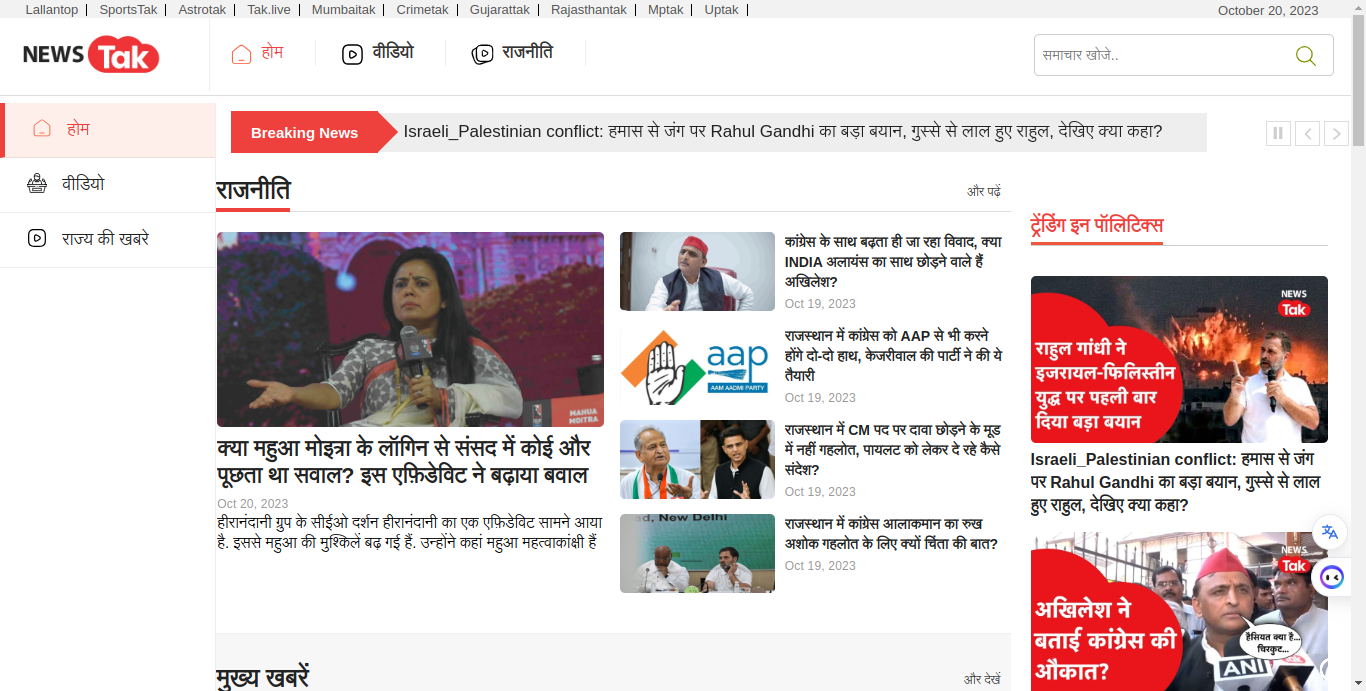 Lallantop | SportsTak | Astrotak | Tak.live | Mumbaitak | Crimetak | Gujarattak | Rajasthantak | Mptak | Uptak |
October 20, 2023
NEWS Tak
होम
वीडियो
राजनीति
समाचार खोजे..
होम
वीडियो
राज्य की खबरे
Breaking News
Israeli_Palestinian conflict: हमास से जंग पर Rahul Gandhi का बड़ा बयान, गुस्से से लाल हुए राहुल, देखिए क्या कहा?
राजनीति
और पढ़ें
MAHUA
MOITRA
क्या महुआ मोइत्रा के लॉगिन से संसद में कोई और
पूछता था सवाल? इस एफ़िडेविट ने बढ़ाया बवाल
Oct 20, 2023
हीरानंदानी ग्रुप के सीईओ दर्शन हीरानंदानी का एक एफिडेविट सामने आया
है. इससे महुआ की मुश्किलें बढ़ गई हैं. उन्होंने कहां महुआ महत्वाकांक्षी हैं
कांग्रेस के साथ बढ़ता ही जा रहा विवाद, क्या
INDIA अलायंस का साथ छोड़ने वाले हैं
अखिलेश?
Oct 19, 2023
aap
AAM AADMI PARTY
राजस्थान में कांग्रेस को AAP से भी करने
होंगे दो-दो हाथ, केजरीवाल की पार्टी ने की ये
तैयारी
Oct 19, 2023
राजस्थान में CM पद पर दावा छोड़ने के मूड
में नहीं गहलोत, पायलट को लेकर दे रहे कैसे
संदेश?
Oct 19, 2023
ad, New Delhi
राजस्थान में कांग्रेस आलाकमान का रुख
अशोक गहलोत के लिए क्यों चिंता की बात?
Oct 19, 2023
मुख्य खबरें
और देखें
ट्रेंडिंग इन पॉलिटिक्स
NEWS
Tak
राहुल गांधी ने
इजरायल-फिलिस्तीन
युद्ध पर पहली बार
दिया बड़ा बयान
Israeli_Palestinian conflict: हमास से जंग
पर Rahul Gandhi का बड़ा बयान, गुस्से से लाल
हुए राहुल, देखिए क्या कहा?
NEWS
Tak
अखिलेश ने
बताई कांग्रेस की
औकात?
हैसियत क्या है...
चिरकुट...
ANI